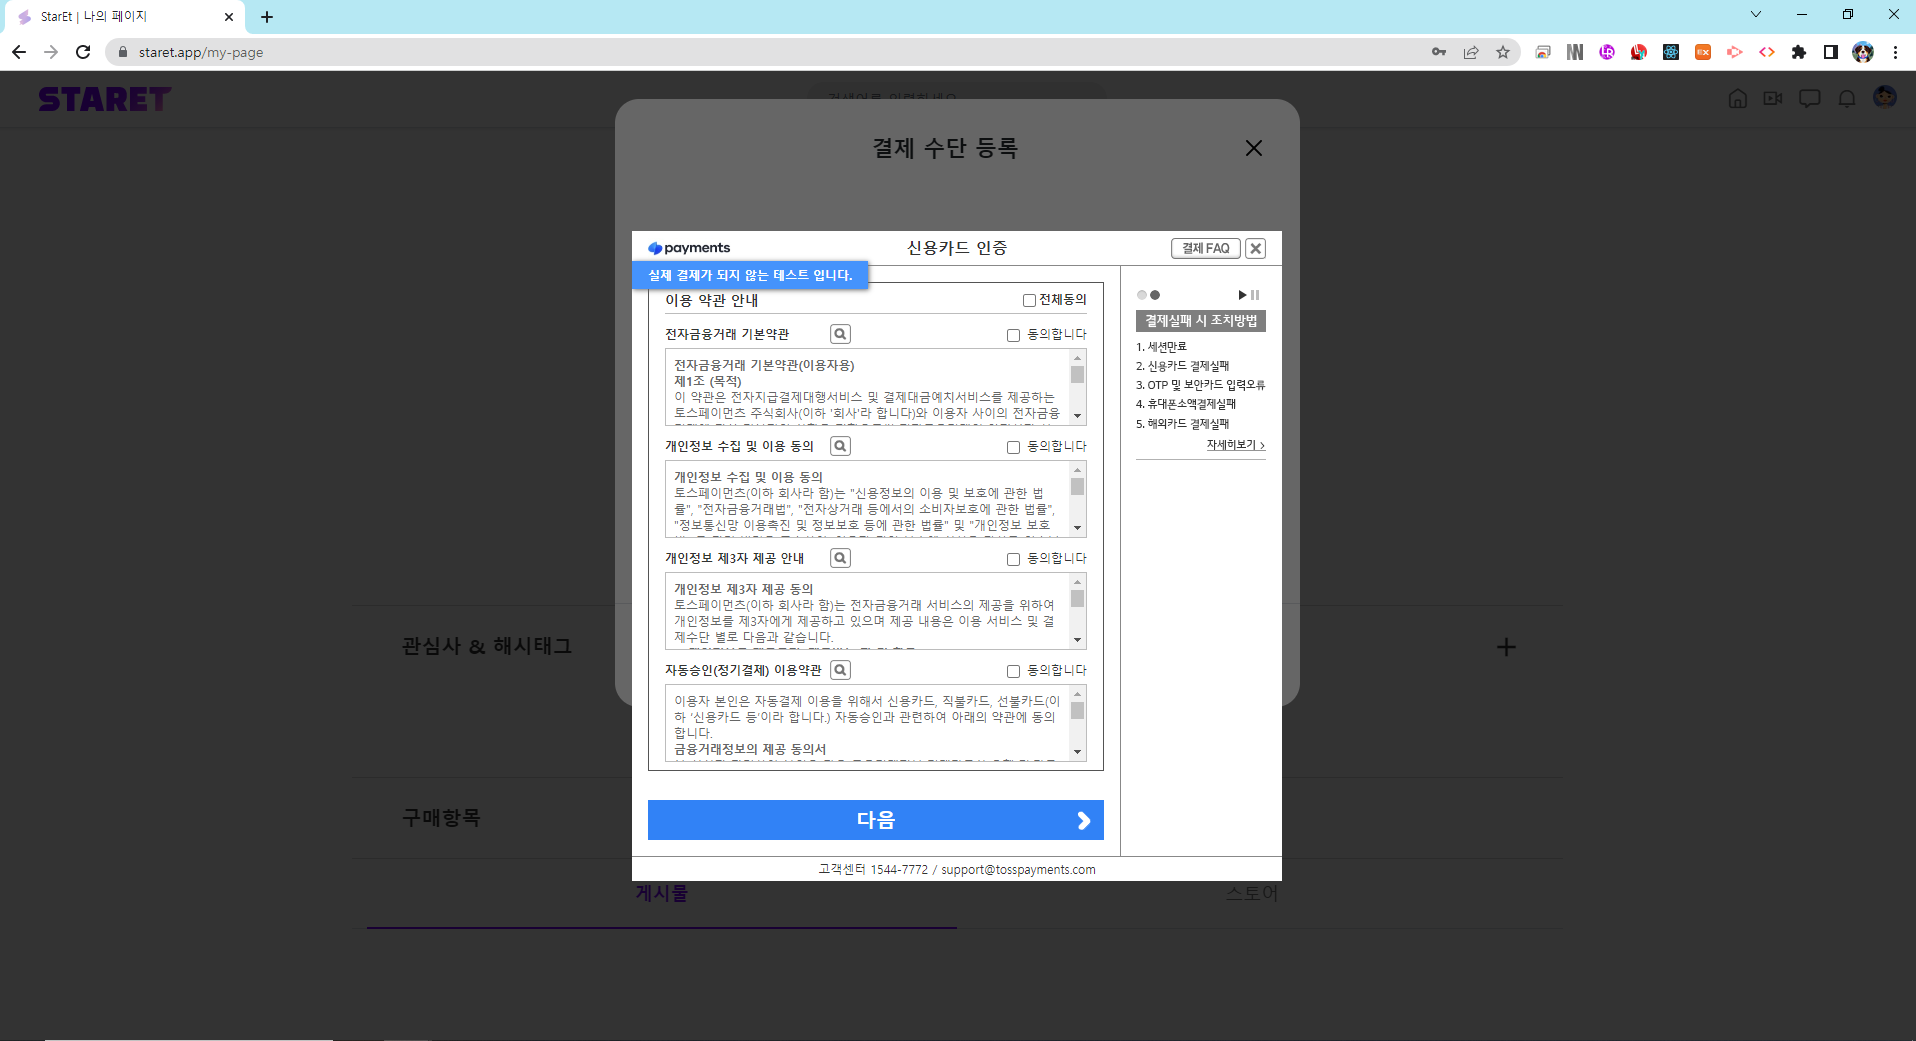 StarEt | 나의 페이지
staret.app/my-page
STARET
결제 수단 등록
payments
신용카드 인증
결제 FAQ
실제 결제가 되지 않는 테스트 입니다.
이용 약관 안내
전체동의
전자금융거래 기본약관
동의합니다
전자금융거래 기본약관(이용자용)
제1조 (목적)
이 약관은 전자지급결제대행서비스 및 결제대금예치서비스를 제공하는
토스페이먼츠 주식회사(이하 '회사'라 합니다)와 이용자 사이의 전자금융
개인정보 수집 및 이용 동의
동의합니다
개인정보 수집 및 이용 동의
토스페이먼츠(이하 회사라 함)는 "신용정보의 이용 및 보호에 관한 법
률", "전자금융거래법", "전자상거래 등에서의 소비자보호에 관한 법률",
"정보통신망 이용촉진 및 정보보호 등에 관한 법률" 및 "개인정보 보호
개인정보 제3자 제공 안내
동의합니다
개인정보 제3자 제공 동의
토스페이먼츠(이하 회사라 함)는 전자금융거래 서비스의 제공을 위하여
개인정보를 제3자에게 제공하고 있으며 제공 내용은 이용 서비스 및 결
제수단 별로 다음과 같습니다.
자동승인(정기결제) 이용약관
동의합니다
이용자 본인은 자동결제 이용을 위해서 신용카드, 직불카드, 선불카드(이
하 '신용카드 등'이라 합니다.) 자동승인과 관련하여 아래의 약관에 동의
합니다.
금융거래정보의 제공 동의서
다음
결제실패 시 조치방법
1. 세션만료
2. 신용카드 결제실패
3. OTP 및 보안카드 입력오류
4. 휴대폰소액결제실패
5. 해외카드 결제실패
자세히보기 >
고객센터 1544-7772 / support@tosspayments.com
관심사 & 해시태그
구매항목
게시물
스토어